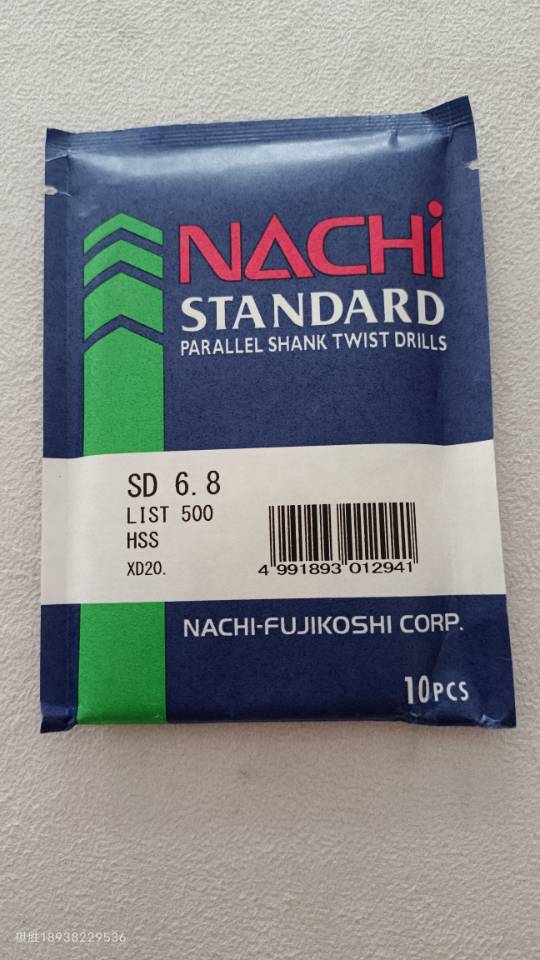 NACHi
STANDARD
PARALLEL SHANK TWIST DRILLS
SD 6.8
LIST 500
HSS
XD20.
4 991893 012941
NACHI-FUJIKOSHI CORP.
10PCS
18938229536